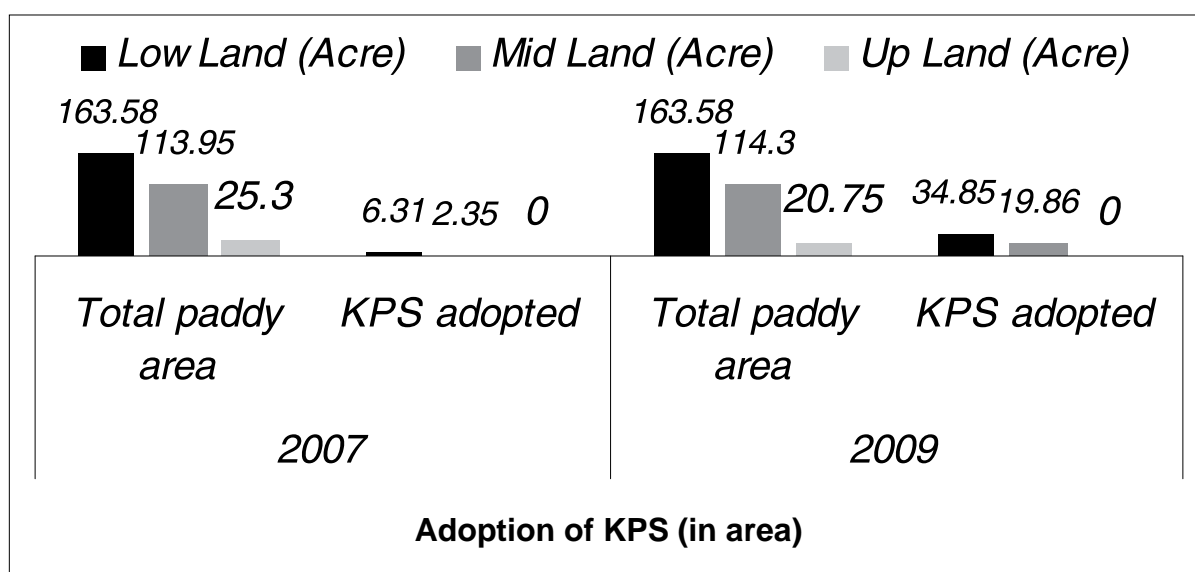 Low Land (Acre) Mid Land (Acre) Up Land (Acre)
163.58 113.95 25.3 6.31 2.35 0 163.58 114.3 20.75 34.85 19.86 0
Total paddy area KPS adopted Total paddy area KPS adopted
2007 2009
Adoption of KPS (in area)